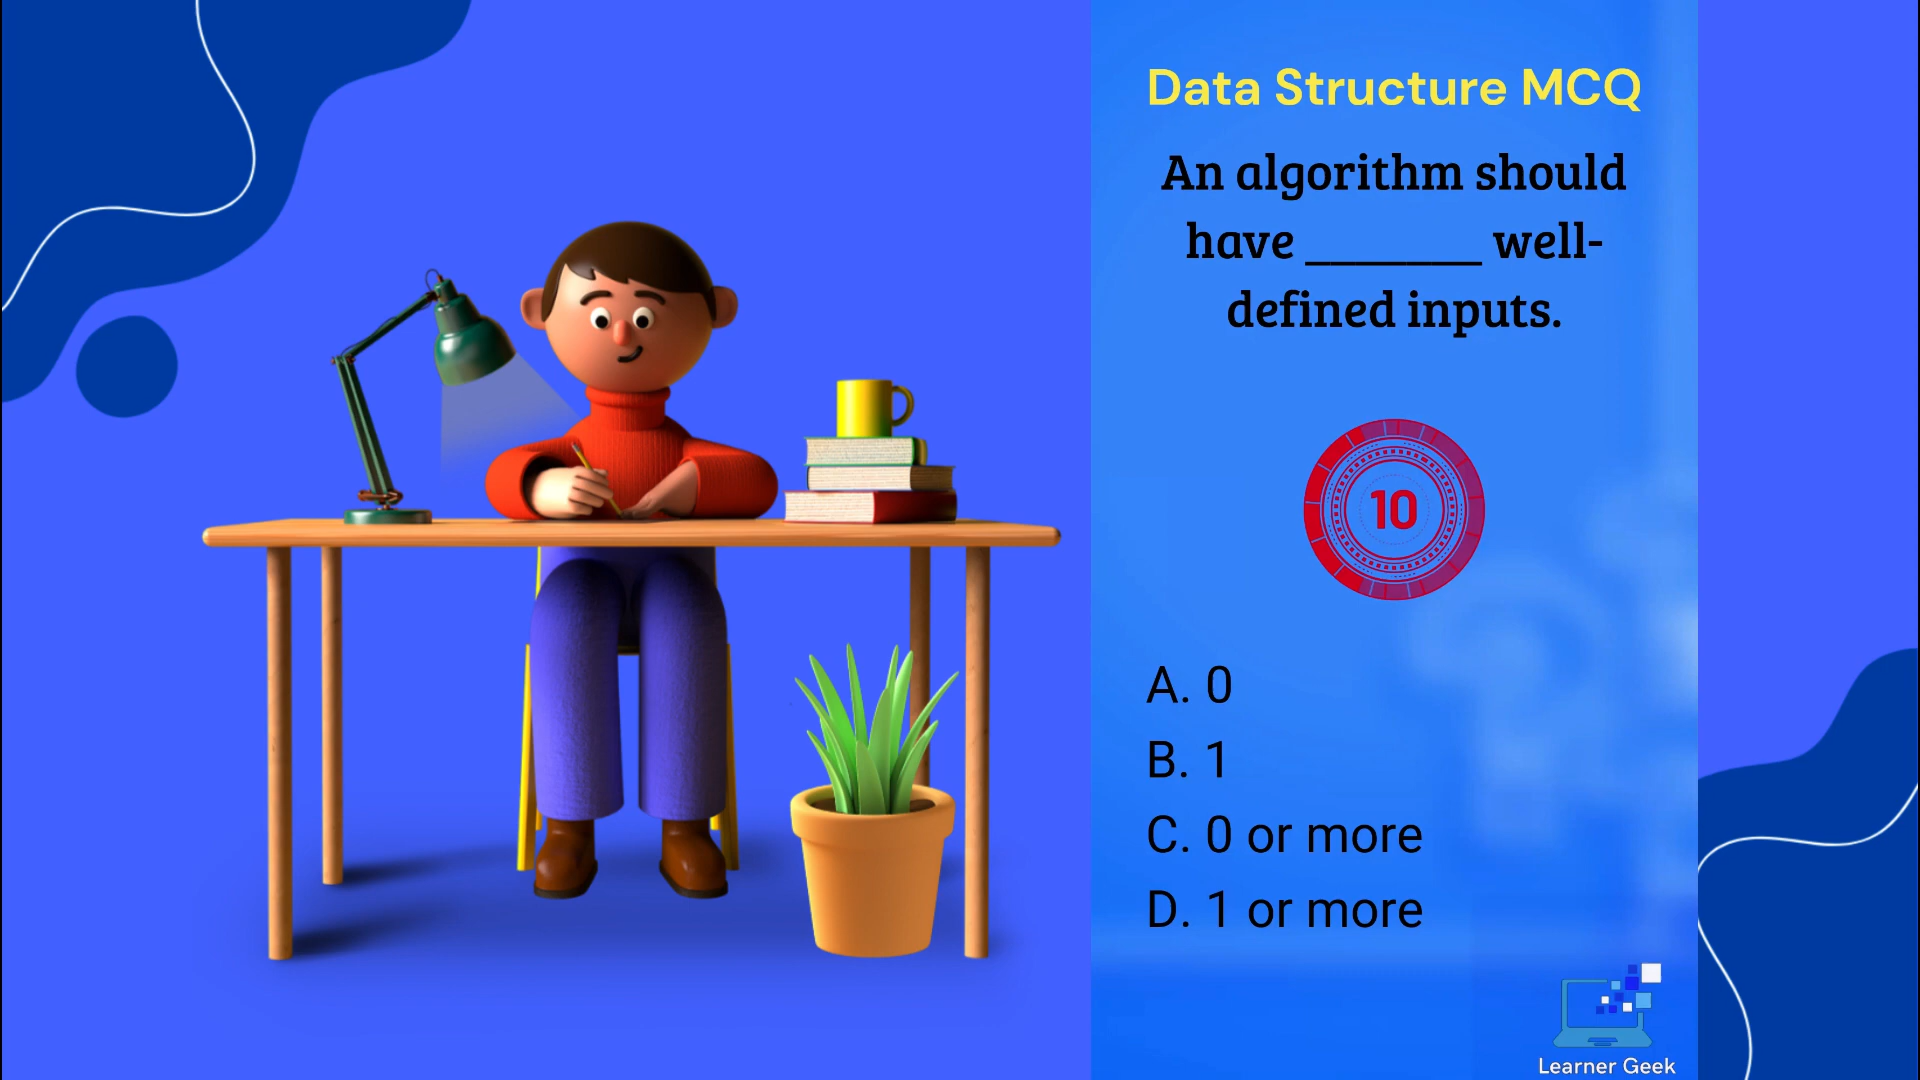 Data Structure MCQ
An algorithm should
have _______ well-
defined inputs.
10
A. 0
B. 1
C. 0 or more
D. 1 or more
Learner Geek